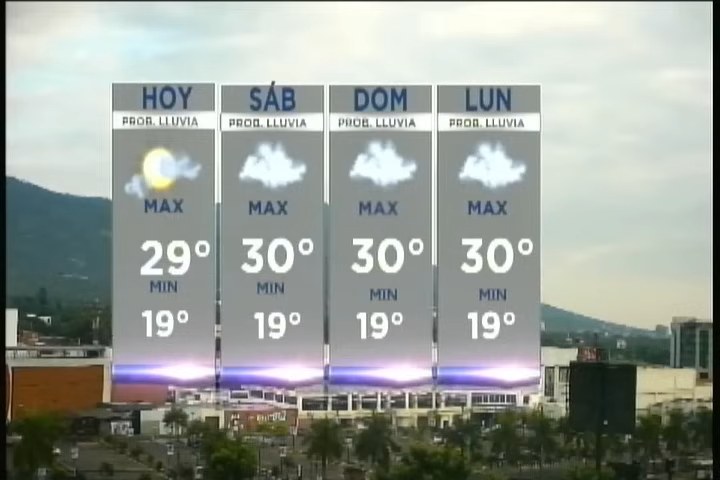 HOY
PROB. LLUVIA
MAX
29°
MIN
19°
SÁB
PROB. LLUVIA
MAX
30°
MIN
19°
DOM
PROB. LLUVIA
MAX
30°
MIN
19°
LUN
PROB. LLUVIA
MAX
30°
MIN
19°